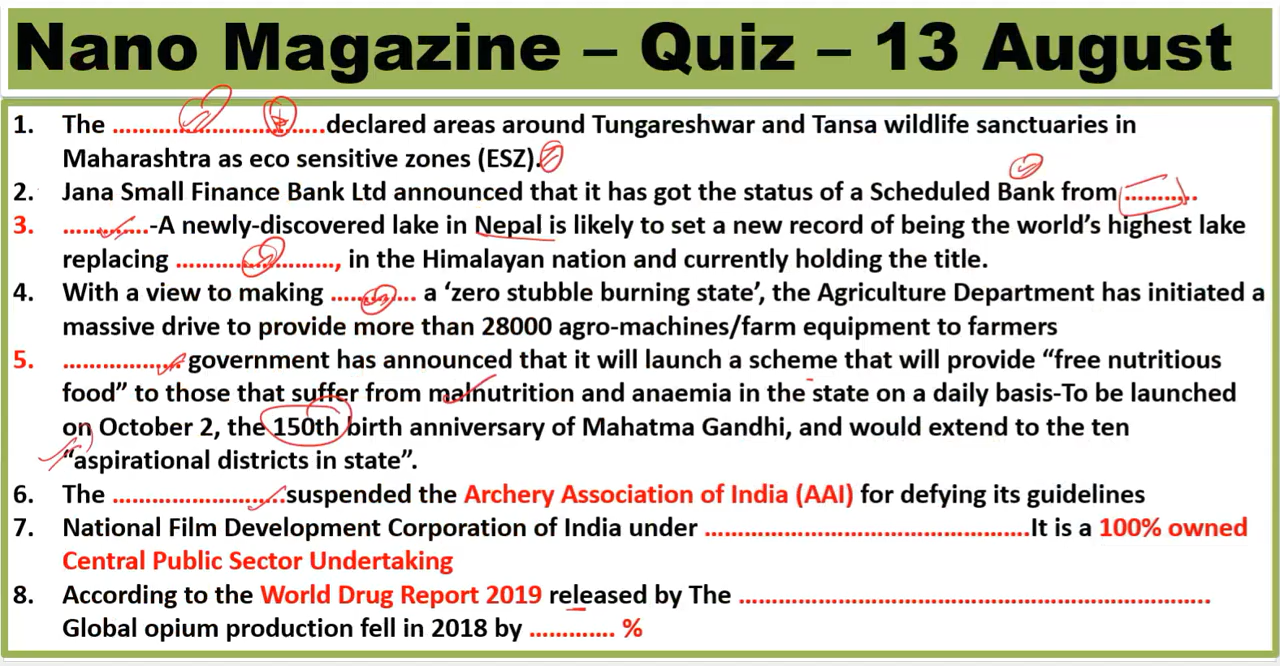 Nano Magazine – Quiz – 13 August
1. The ................................declared areas around Tungareshwar and Tansa wildlife sanctuaries in
Maharashtra as eco sensitive zones (ESZ).
2. Jana Small Finance Bank Ltd announced that it has got the status of a Scheduled Bank from ...........
3. .............-A newly-discovered lake in Nepal is likely to set a new record of being the world’s highest lake
replacing ........................, in the Himalayan nation and currently holding the title.
4. With a view to making ............. a ‘zero stubble burning state’, the Agriculture Department has initiated a
massive drive to provide more than 28000 agro-machines/farm equipment to farmers
5. ................... government has announced that it will launch a scheme that will provide “free nutritious
food” to those that suffer from malnutrition and anaemia in the state on a daily basis-To be launched
on October 2, the 150th birth anniversary of Mahatma Gandhi, and would extend to the ten
“aspirational districts in state”.
6. The ..........................suspended the Archery Association of India (AAI) for defying its guidelines
7. National Film Development Corporation of India under .................................................It is a 100% owned
Central Public Sector Undertaking
8. According to the World Drug Report 2019 released by The .......................................................................
Global opium production fell in 2018 by ............. %